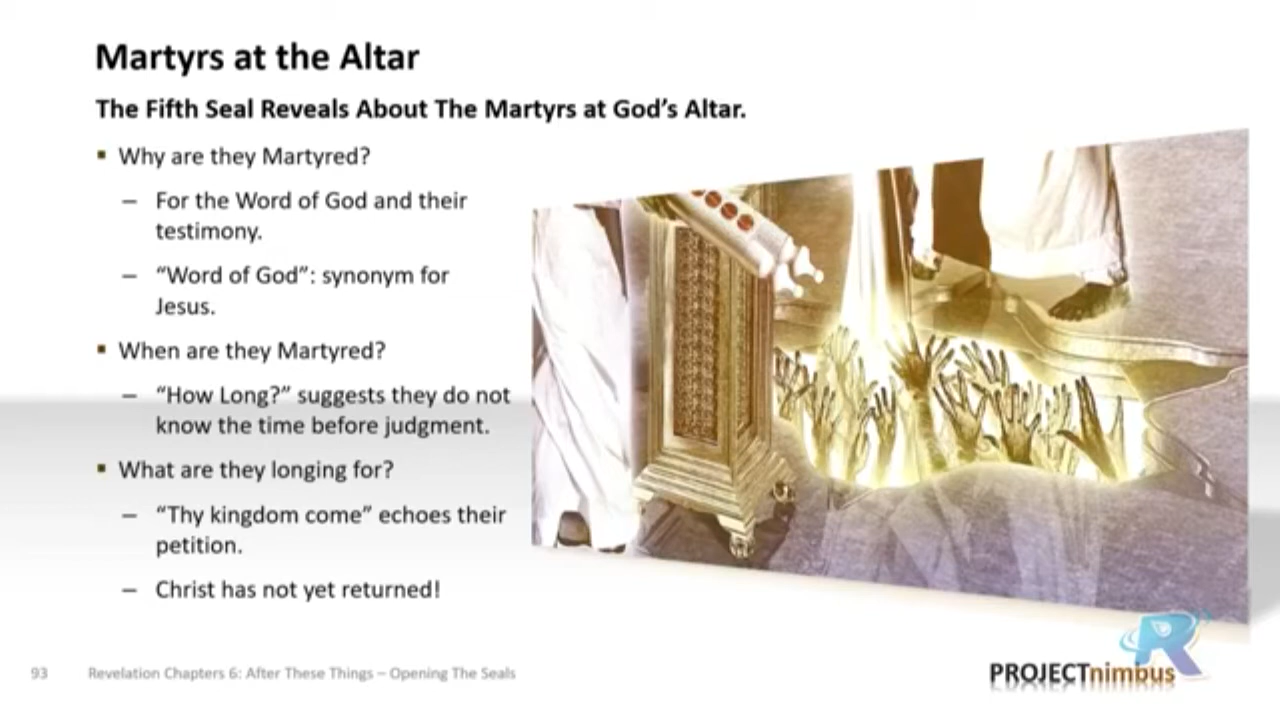 Martyrs at the Altar
The Fifth Seal Reveals About The Martyrs at God’s Altar.
▪ Why are they Martyred?
– For the Word of God and their
testimony.
– “Word of God”: synonym for
Jesus.
▪ When are they Martyred?
– “How Long?” suggests they do not
know the time before judgment.
▪ What are they longing for?
– “Thy kingdom come” echoes their
petition.
– Christ has not yet returned!
93 Revelation Chapters 6: After These Things – Opening The Seals
PROJECTnimbus
R